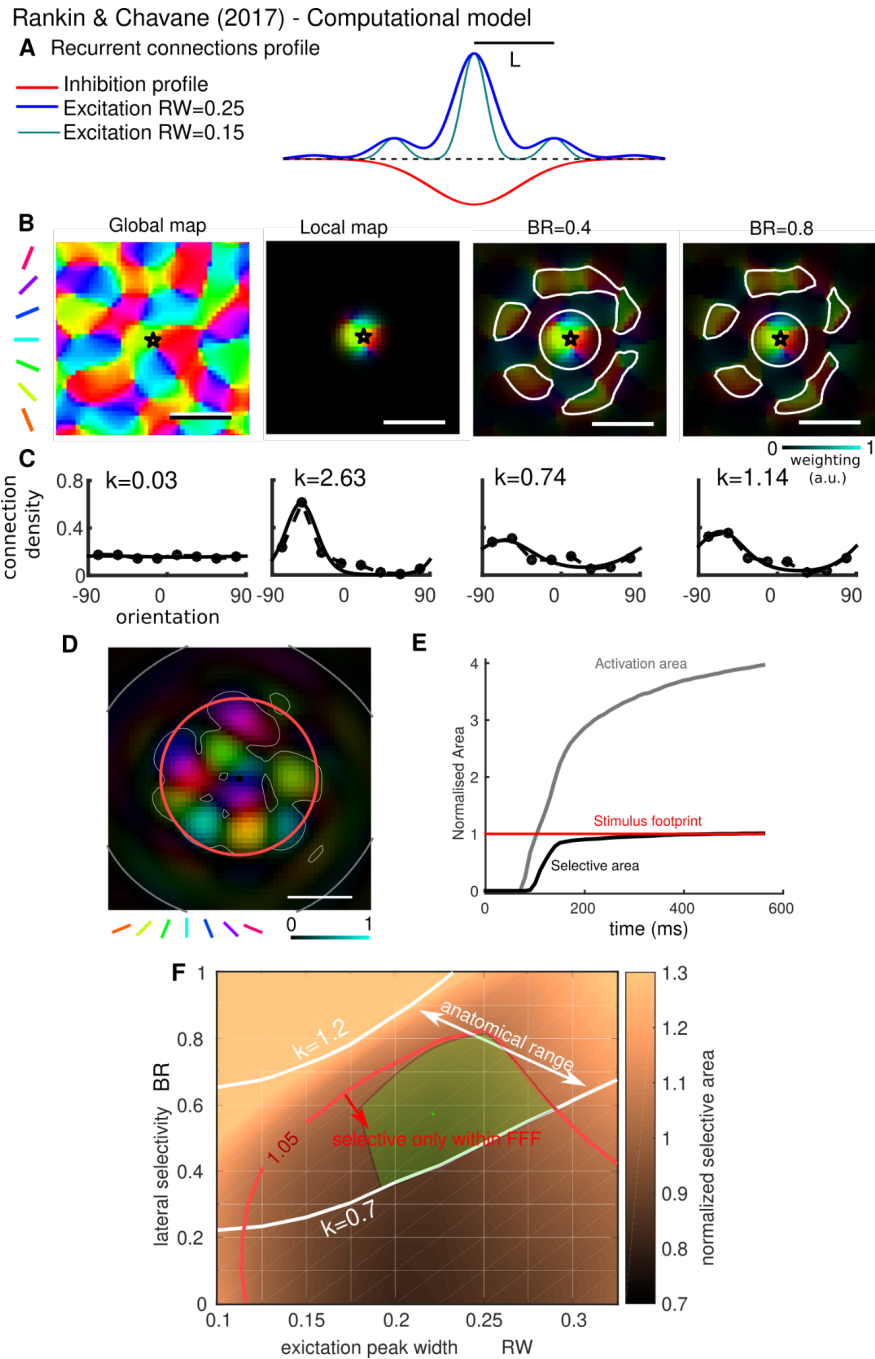 Rankin & Chavane (2017) - Computational model
A Recurrent connections profile
L
Inhibition profile
Excitation RW=0.25
Excitation RW=0.15
B Global map Local map BR=0.4 BR=0.8
0 1
weighting
(a.u.)
C
k=0.03 k=2.63 k=0.74 k=1.14
0.8
0.4
0
connection
density
-90 0 90 -90 0 90 -90 0 90 -90 0 90
orientation
D
0 1
E
4
3
2
1
0
Normalised Area
Activation area
Stimulus footprint
Selective area
0 200 400 600
time (ms)
F
1
0.8
0.6
0.4
0.2
0
lateral selectivity BR
k=1.2
anatomical range
1.05
selective only within FFF
k=0.7
0.1 0.15 0.2 0.25 0.3
exictation peak width RW
1.3
1.2
1.1
1
0.9
0.8
0.7
normalized selective area